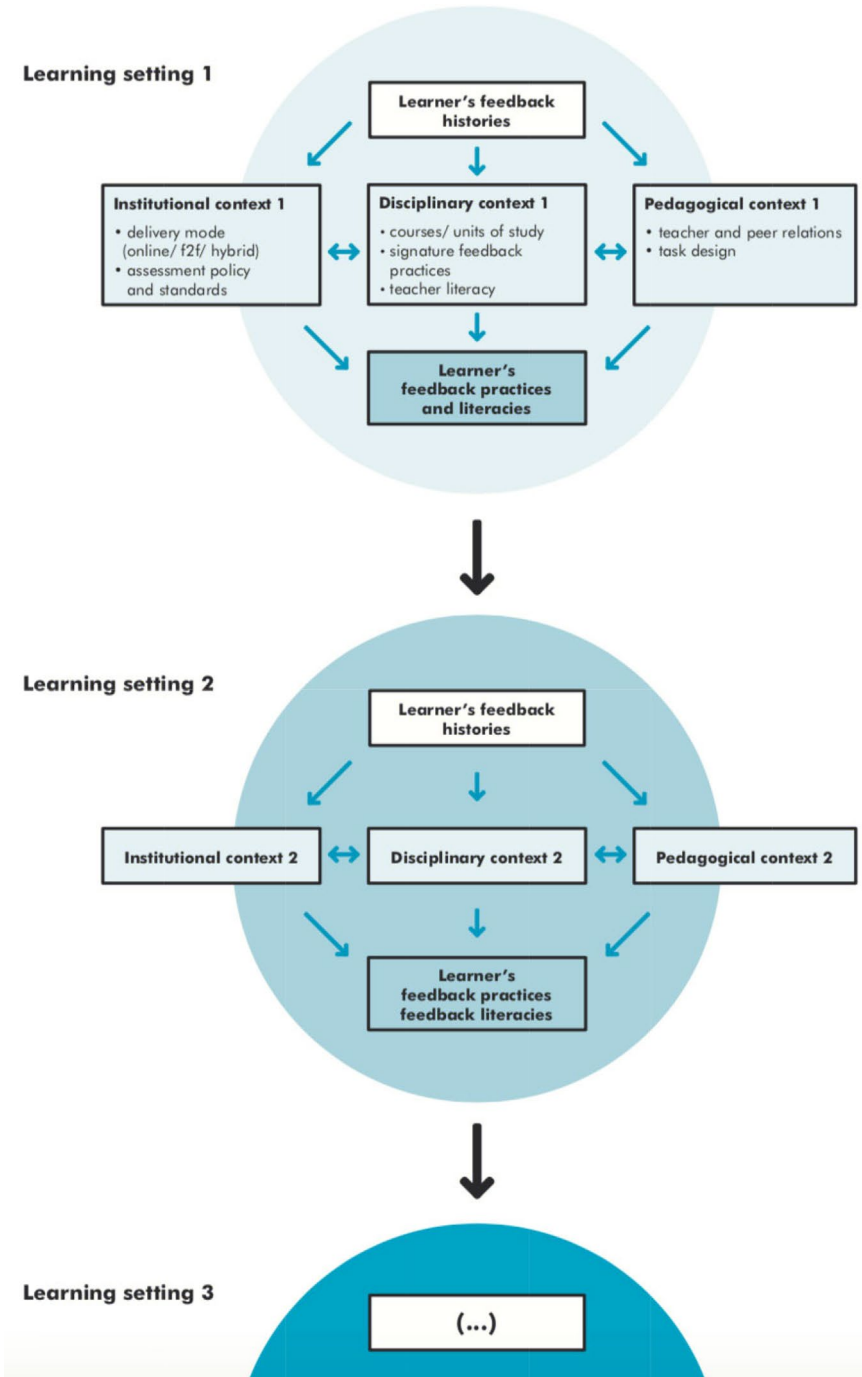 Learning setting 1
Learner's feedback
histories
Institutional context 1
• delivery mode
(online/ f2f/ hybrid)
• assessment policy
and standards
Disciplinary context 1
• courses/ units of study
• signature feedback
practices
• teacher literacy
Pedagogical context 1
• teacher and peer relations
• task design
Learner's
feedback practices
and literacies
Learning setting 2
Learner's feedback
histories
Institutional context 2
Disciplinary context 2
Pedagogical context 2
Learner's
feedback practices
feedback literacies
Learning setting 3
(...)